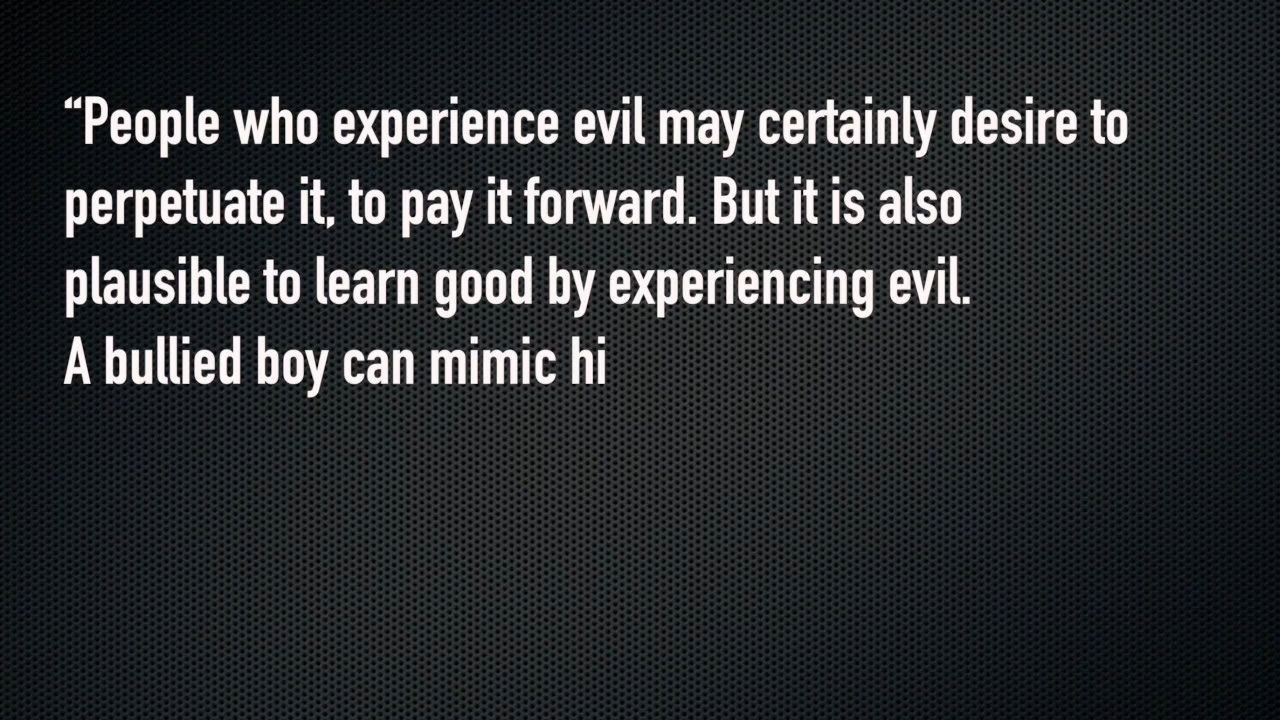 “People who experience evil may certainly desire to
perpetuate it, to pay it forward. But it is also
plausible to learn good by experiencing evil.
A bullied boy can mimic hi